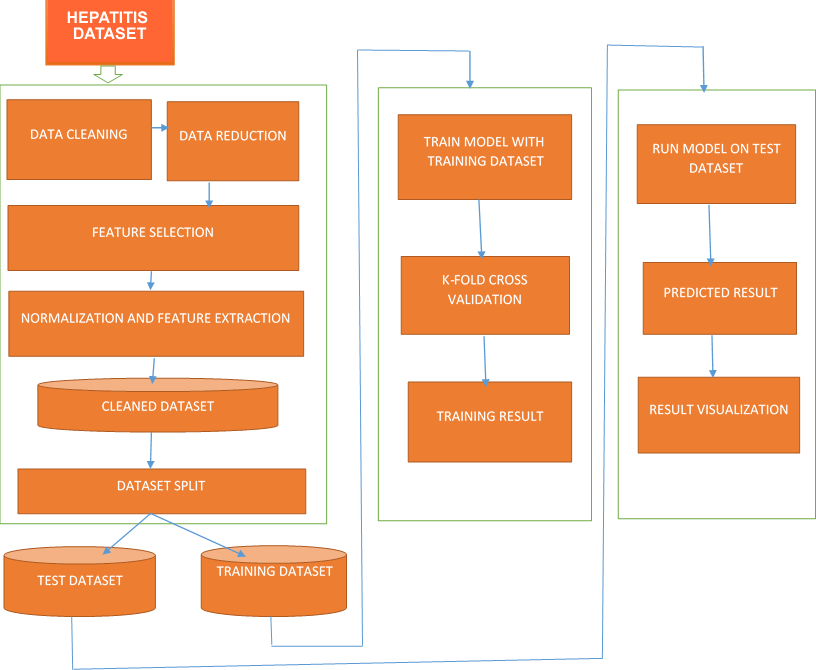 HEPATITIS
DATASET
DATA CLEANING
DATA REDUCTION
FEATURE SELECTION
NORMALIZATION AND FEATURE EXTRACTION
CLEANED DATASET
DATASET SPLIT
TEST DATASET
TRAINING DATASET
TRAIN MODEL WITH
TRAINING DATASET
K-FOLD CROSS
VALIDATION
TRAINING RESULT
RUN MODEL ON TEST
DATASET
PREDICTED RESULT
RESULT VISUALIZATION